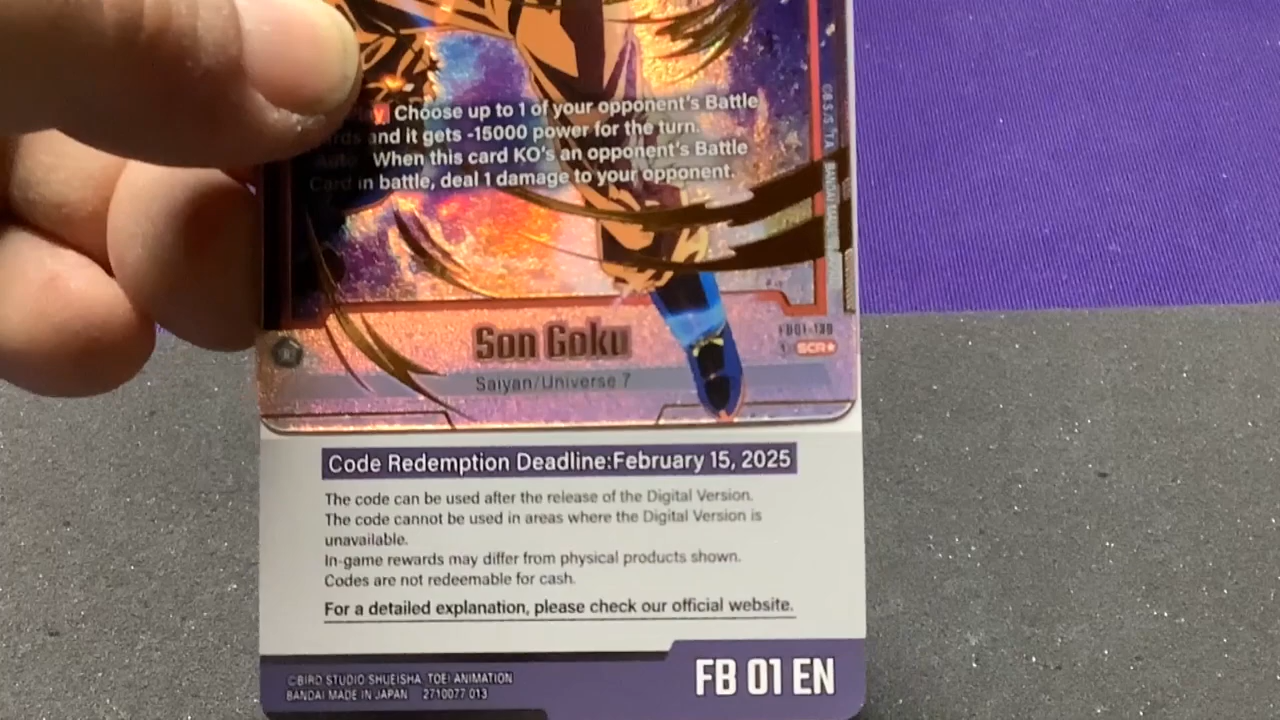 Choose up to 1 of your opponent's Battle
and it gets -15000 power for the turn.
Auto When this card KO's an opponent's Battle
Card in battle, deal 1 damage to your opponent.
Son Goku
Saiyan/Universe 7
SCR★
Code Redemption Deadline:February 15, 2025
The code can be used after the release of the Digital Version.
The code cannot be used in areas where the Digital Version is
unavailable.
In-game rewards may differ from physical products shown.
Codes are not redeemable for cash.
For a detailed explanation, please check our official website.
©BIRD STUDIO SHUEISHA, TOEI ANIMATION
BANDAI MADE IN JAPAN 2710077 013
FB 01 EN